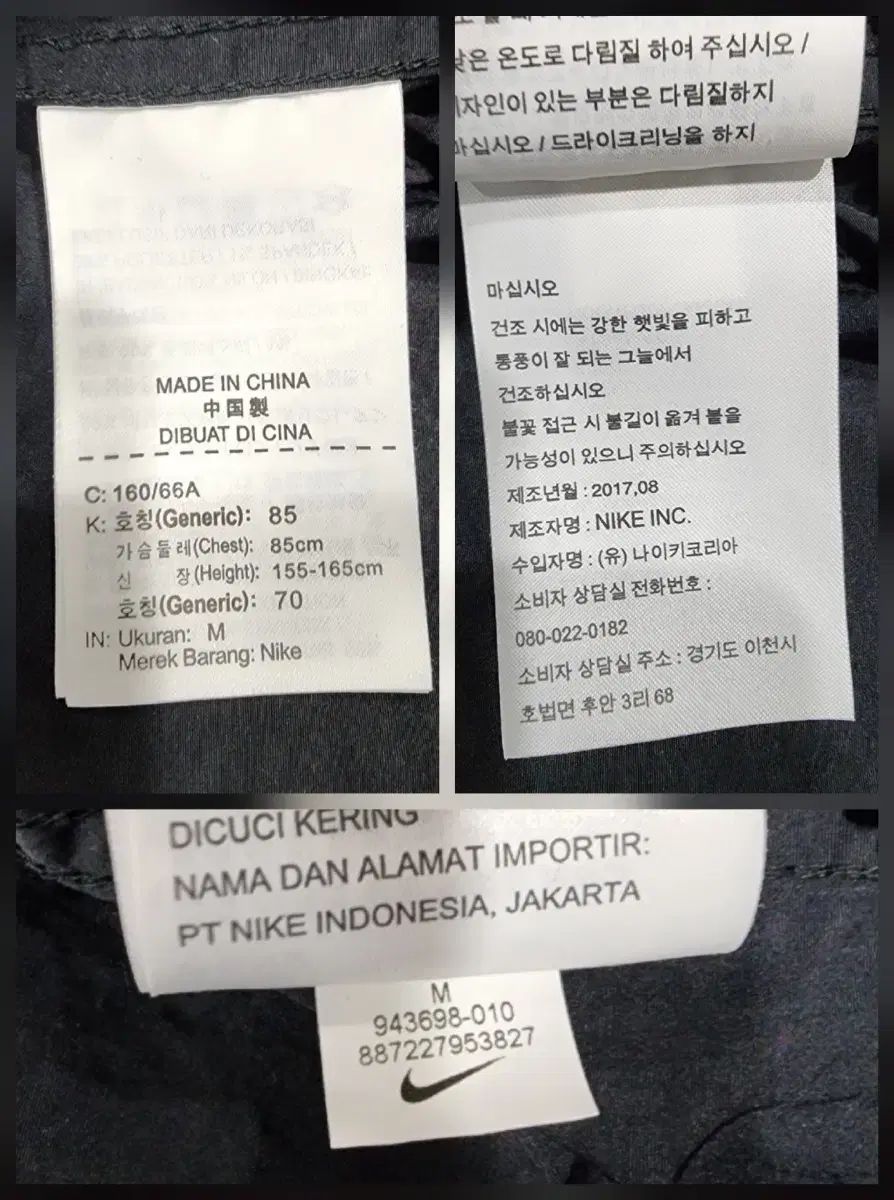 MADE IN CHINA
中国製
DIBUAT DI CINA
C: 160/66A
K: 호칭(Generic): 85
가슴둘레(Chest): 85cm
신 장(Height): 155-165cm
호칭(Generic): 70
IN: Ukuran: M
Merek Barang: Nike
낮은 온도로 다림질 하여 주십시오 /
디자인이 있는 부분은 다림질하지
마십시오 / 드라이크리닝을 하지
마십시오
건조 시에는 강한 햇빛을 피하고
통풍이 잘 되는 그늘에서
건조하십시오
불꽃 접근 시 불길이 옮겨 붙을
가능성이 있으니 주의하십시오
제조년월 : 2017,08
제조자명 : NIKE INC.
수입자명 : (유) 나이키코리아
소비자 상담실 전화번호 :
080-022-0182
소비자 상담실 주소 : 경기도 이천시
호법면 후안 3리 68
DICUCI KERING
NAMA DAN ALAMAT IMPORTIR:
PT NIKE INDONESIA, JAKARTA
M
943698-010
887227953827